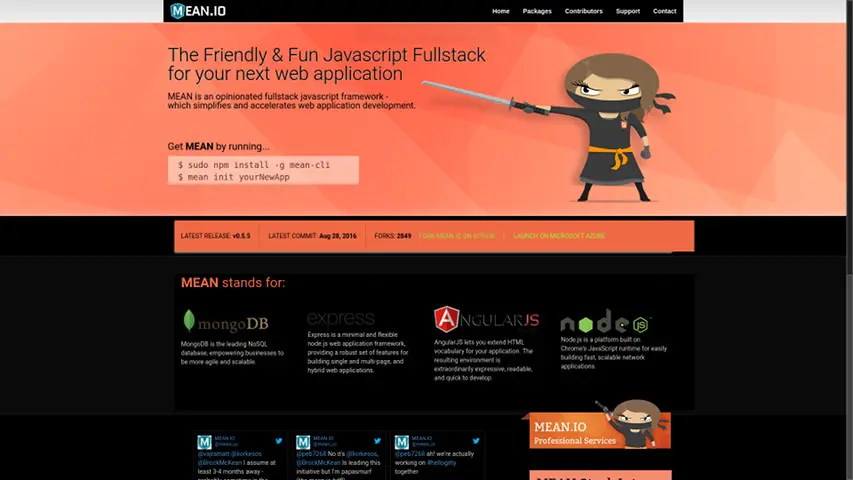 MEAN.IO
Home Packages Contributors Support Contact
The Friendly & Fun Javascript Fullstack
for your next web application
MEAN is an opinionated fullstack javascript framework -
which simplifies and accelerates web application development.
Get MEAN by running...
$ sudo npm install -g mean-cli
$ mean init yourNewApp
LATEST RELEASE: v0.5.5 LATEST COMMIT: Aug 28, 2016 FORKS: 2849 FORK MEAN.IO ON GITHUB | LAUNCH ON MICROSOFT AZURE
MEAN stands for:
mongoDB
MongoDB is the leading NoSQL
database, empowering businesses to
be more agile and scalable.
express
Express is a minimal and flexible
node js web application framework,
providing a robust set of features for
building single and multi-page, and
hybrid web applications.
ANGULARJS
AngularJS lets you extend HTML
vocabulary for your application. The
resulting environment is
extraordinarily expressive, readable,
and quick to develop.
node JS
Node.js is a platform built on
Chrome's JavaScript runtime for easily
building fast, scalable network
applications.
MEAN.IO
@mean_io
@vajramatt @liorkesos
@BrockMcKean I assume at
least 3-4 months away -
MEAN.IO
@mean_io
@peb7268 No it's @liorkesos,
@BrockMcKean Is leading this
initiative but I'm papasmurf
MEAN.IO
@mean_io
@peb7268 ah! we're actually
working on #hellogitty
together
MEAN.IO
Professional Services